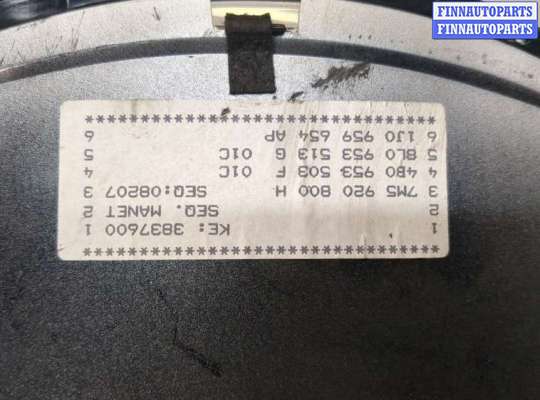 FINNAUTOPARTS
FINNAUTOPARTS
**********************************
1 KE: 3837600 1
2 SEQ. MANET 2
3 7M5 920 800 H SEQ:08207 3
4 4B0 953 503 F 01C 4
5 8L0 953 513 G 01C 5
6 1J0 959 654 AP 6
**********************************